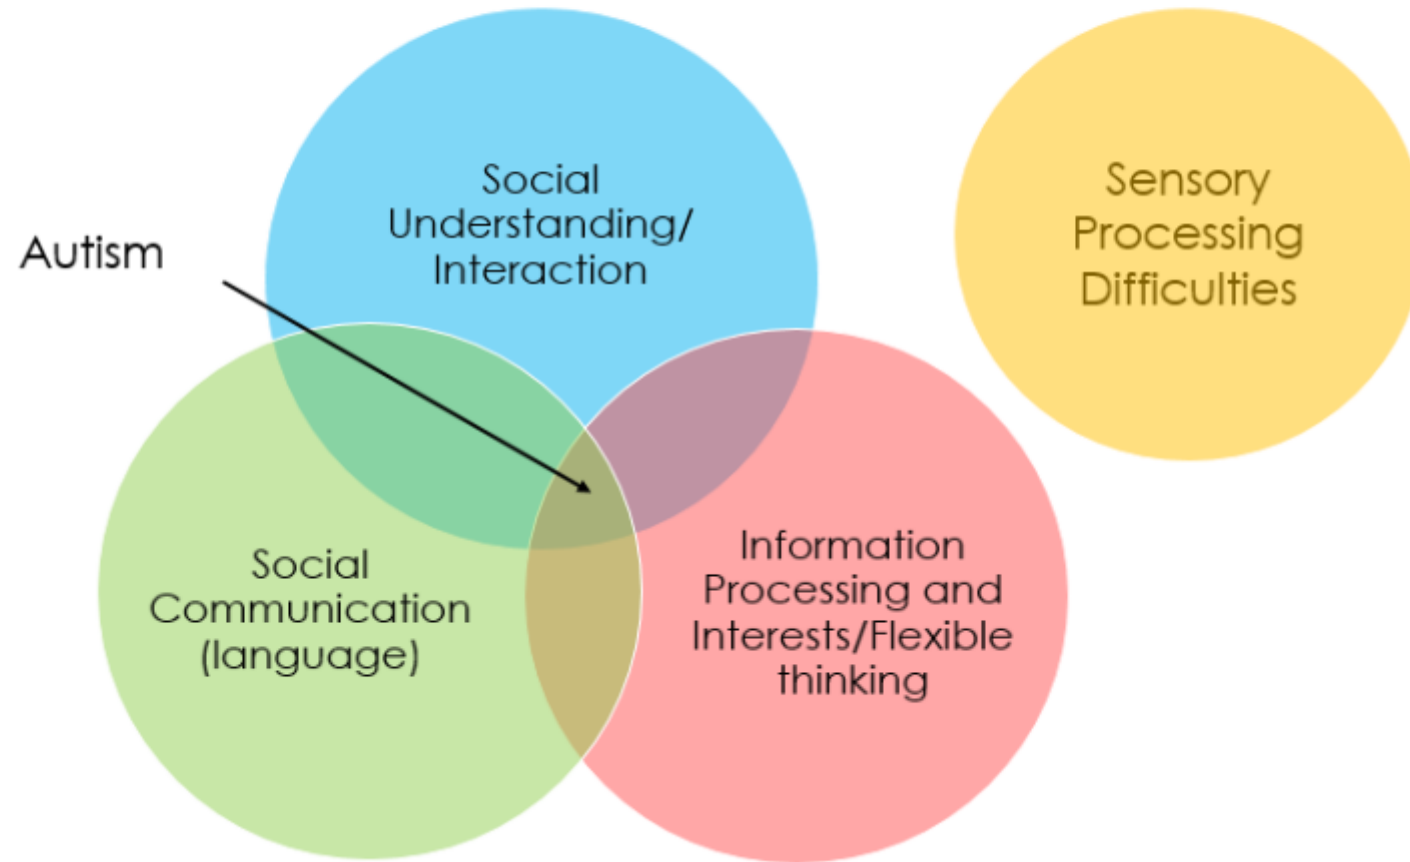 Social
Understanding/
Interaction
Sensory
Processing
Difficulties
Autism
Social
Communication
(language)
Information
Processing and
Interests/Flexible
thinking